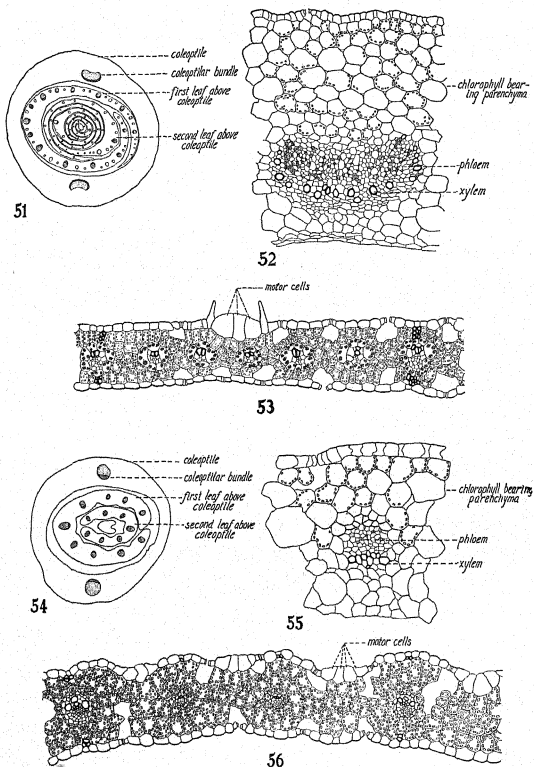 coleoptile
coleoptilar bundle
first leaf above
coleoptile
second leaf above
coleoptile
51
chlorophyll bear-
ing parenchyma
phloem
xylem
52
motor cells
53
coleoptile
coleoptilar bundle
first leaf above
coleoptile
second leaf above
coleoptile
54
chlorophyll bearing
parenchyma
phloem
xylem
55
motor cells
56